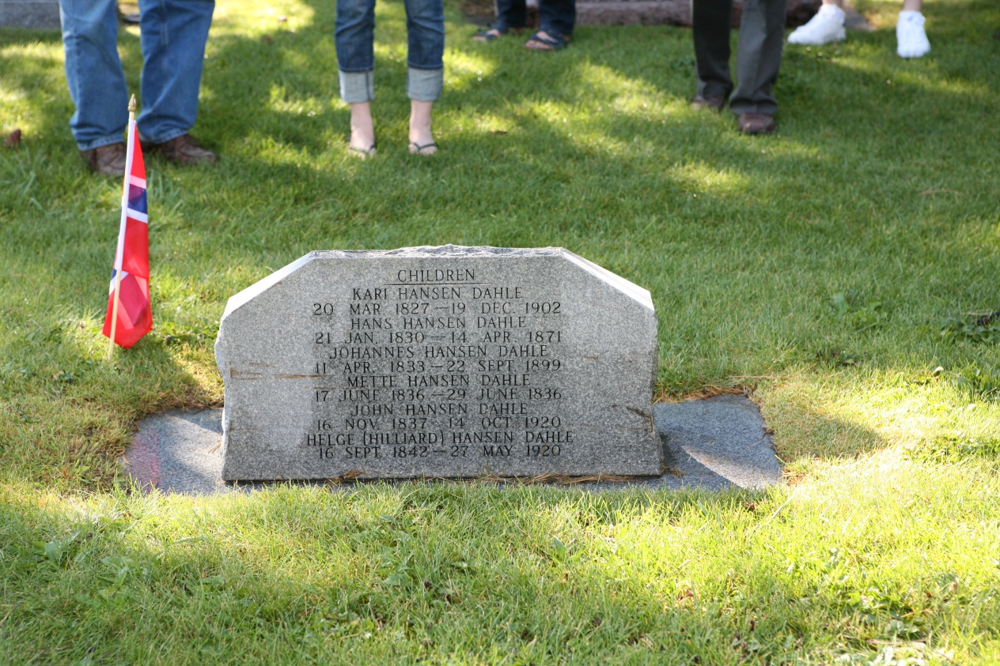 CHILDREN
KARI HANSEN DAHLE
20 MAR 1827 — 19 DEC. 1902
HANS HANSEN DAHLE
21 JAN. 1830 — 14 APR. 1871
JOHANNES HANSEN DAHLE
11 APR. 1833 — 22 SEPT. 1899
METTE HANSEN DAHLE
17 JUNE 1836 — 29 JUNE 1836
JOHN HANSEN DAHLE
16 NOV. 1837 — 14 OCT. 1920
HELGE (HILLIARD) HANSEN DAHLE
16 SEPT. 1842 — 27 MAY 1920